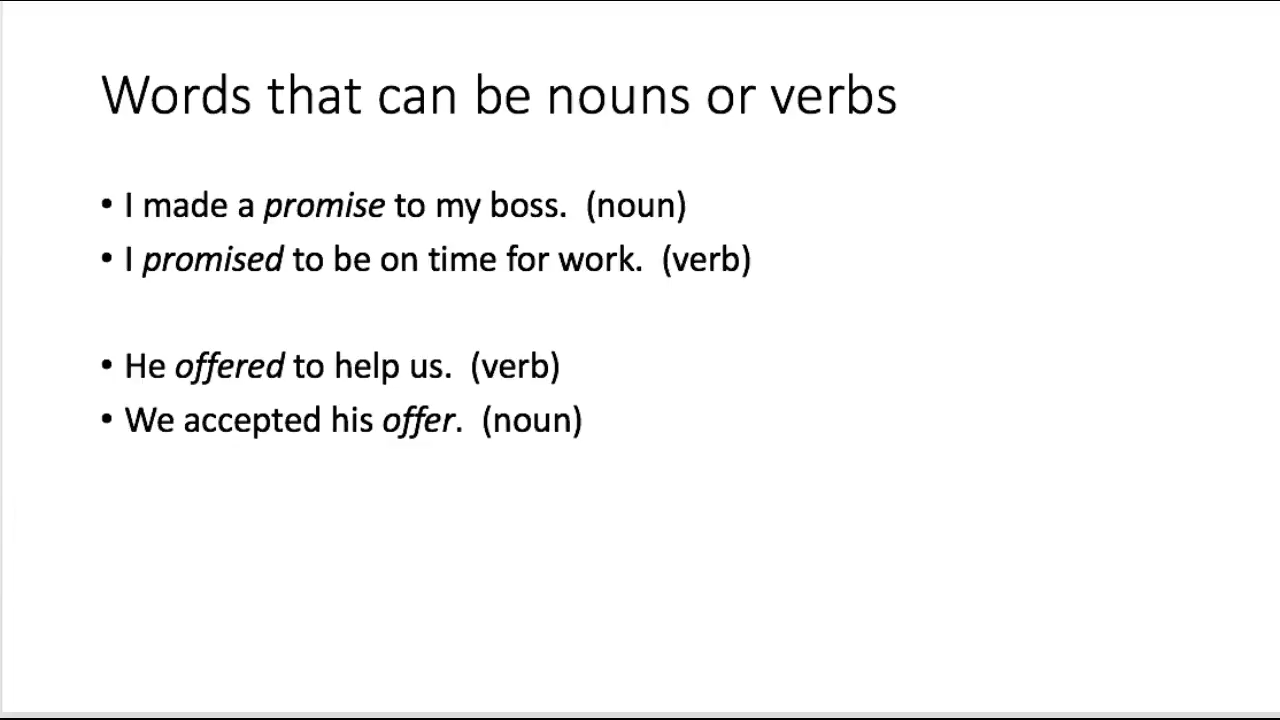 Words that can be nouns or verbs
• I made a promise to my boss.  (noun)
• I promised to be on time for work.  (verb)
• He offered to help us.  (verb)
• We accepted his offer.  (noun)